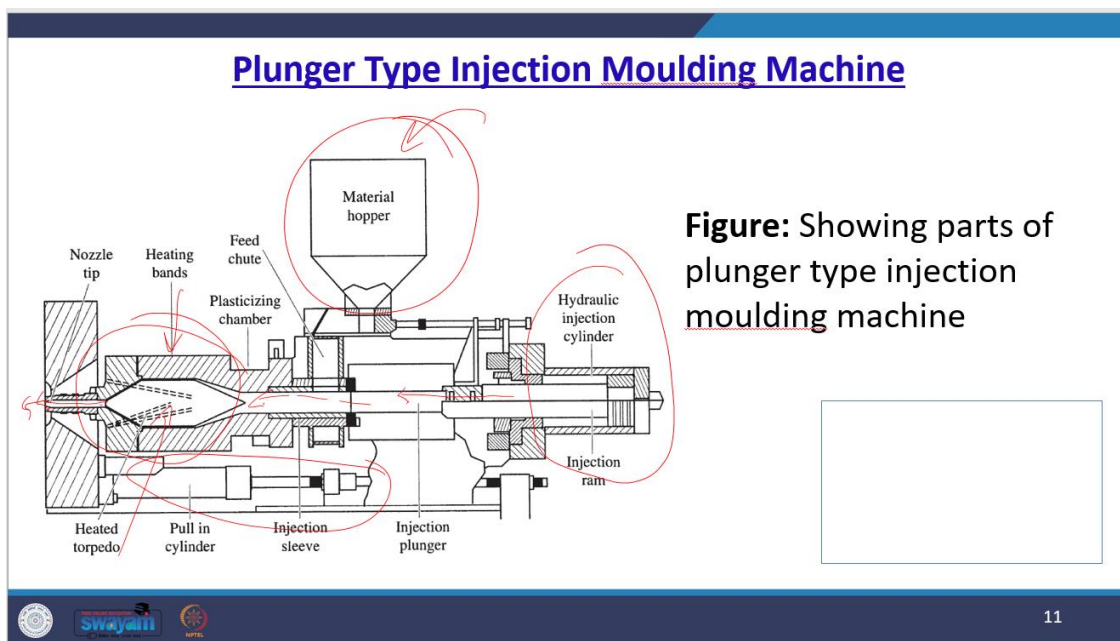 Plunger Type Injection Moulding Machine
Material
hopper
Feed
chute
Nozzle
tip
Heating
bands
Plasticizing
chamber
Hydraulic
injection
cylinder
Heated
torpedo
Pull in
cylinder
Injection
sleeve
Injection
plunger
Injection
ram
Figure: Showing parts of
plunger type injection
moulding machine
swayam
NPTEL
11